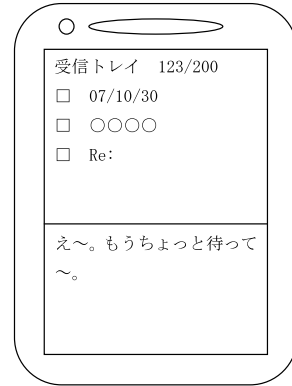 受信トレイ　123/200
□　07/10/30
□　○○○○
□　Re:
え～。もうちょっと待って
～。